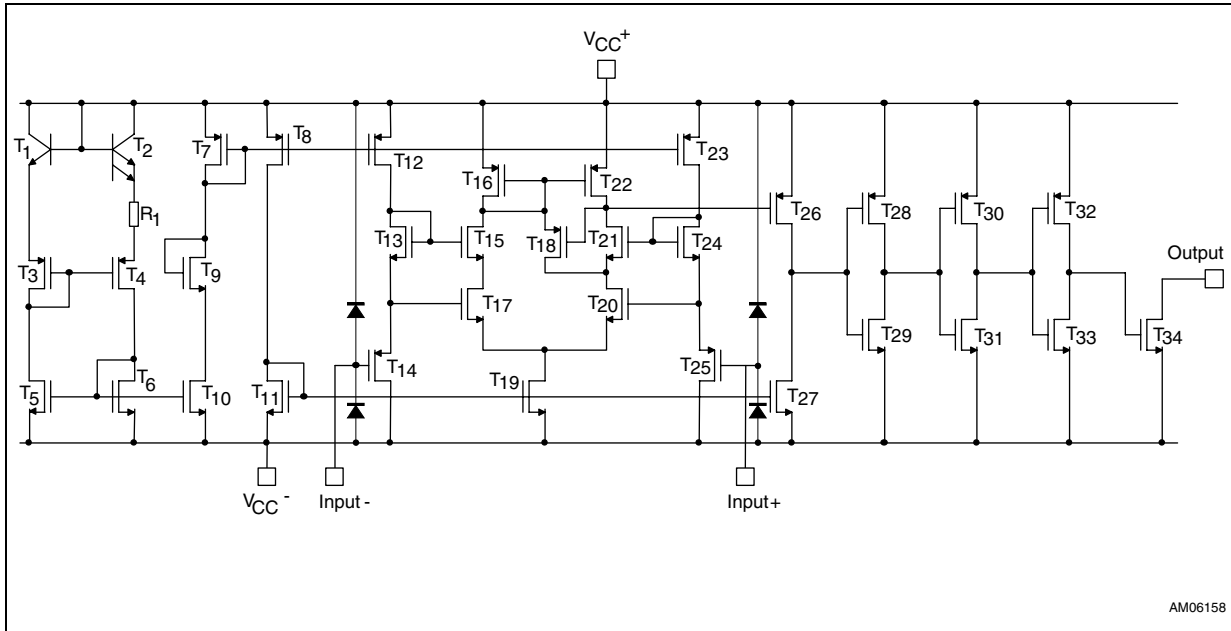 VCC+
T1
T2
T7
T8
T12
T23
T16
T22
R1
T26
T28
T30
T32
T3
T4
T9
T13
T15
T18
T21
T24
Output
T17
T20
T14
T25
T29
T31
T33
T34
T5
T6
T10
T11
T19
T27
VCC -
Input -
Input+
AM06158